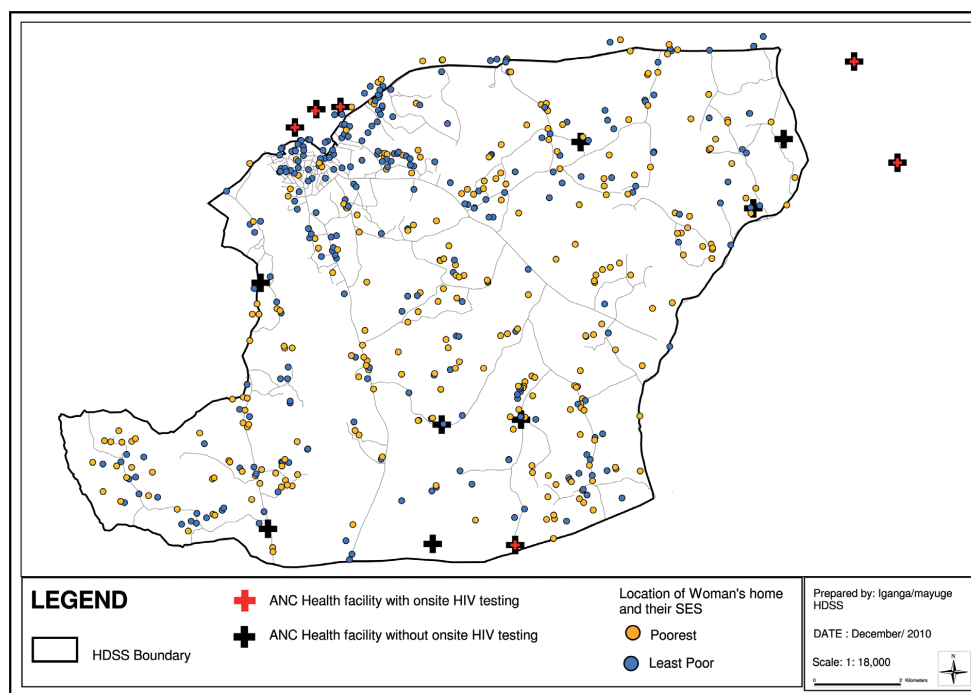 LEGEND
HDSS Boundary
ANC Health facility with onsite HIV testing
ANC Health facility without onsite HIV testing
Location of Woman's home
and their SES
Poorest
Least Poor
Prepared by: Iganga/mayuge
HDSS
DATE : December/ 2010
Scale: 1: 18,000
N
0 2 Kilometers